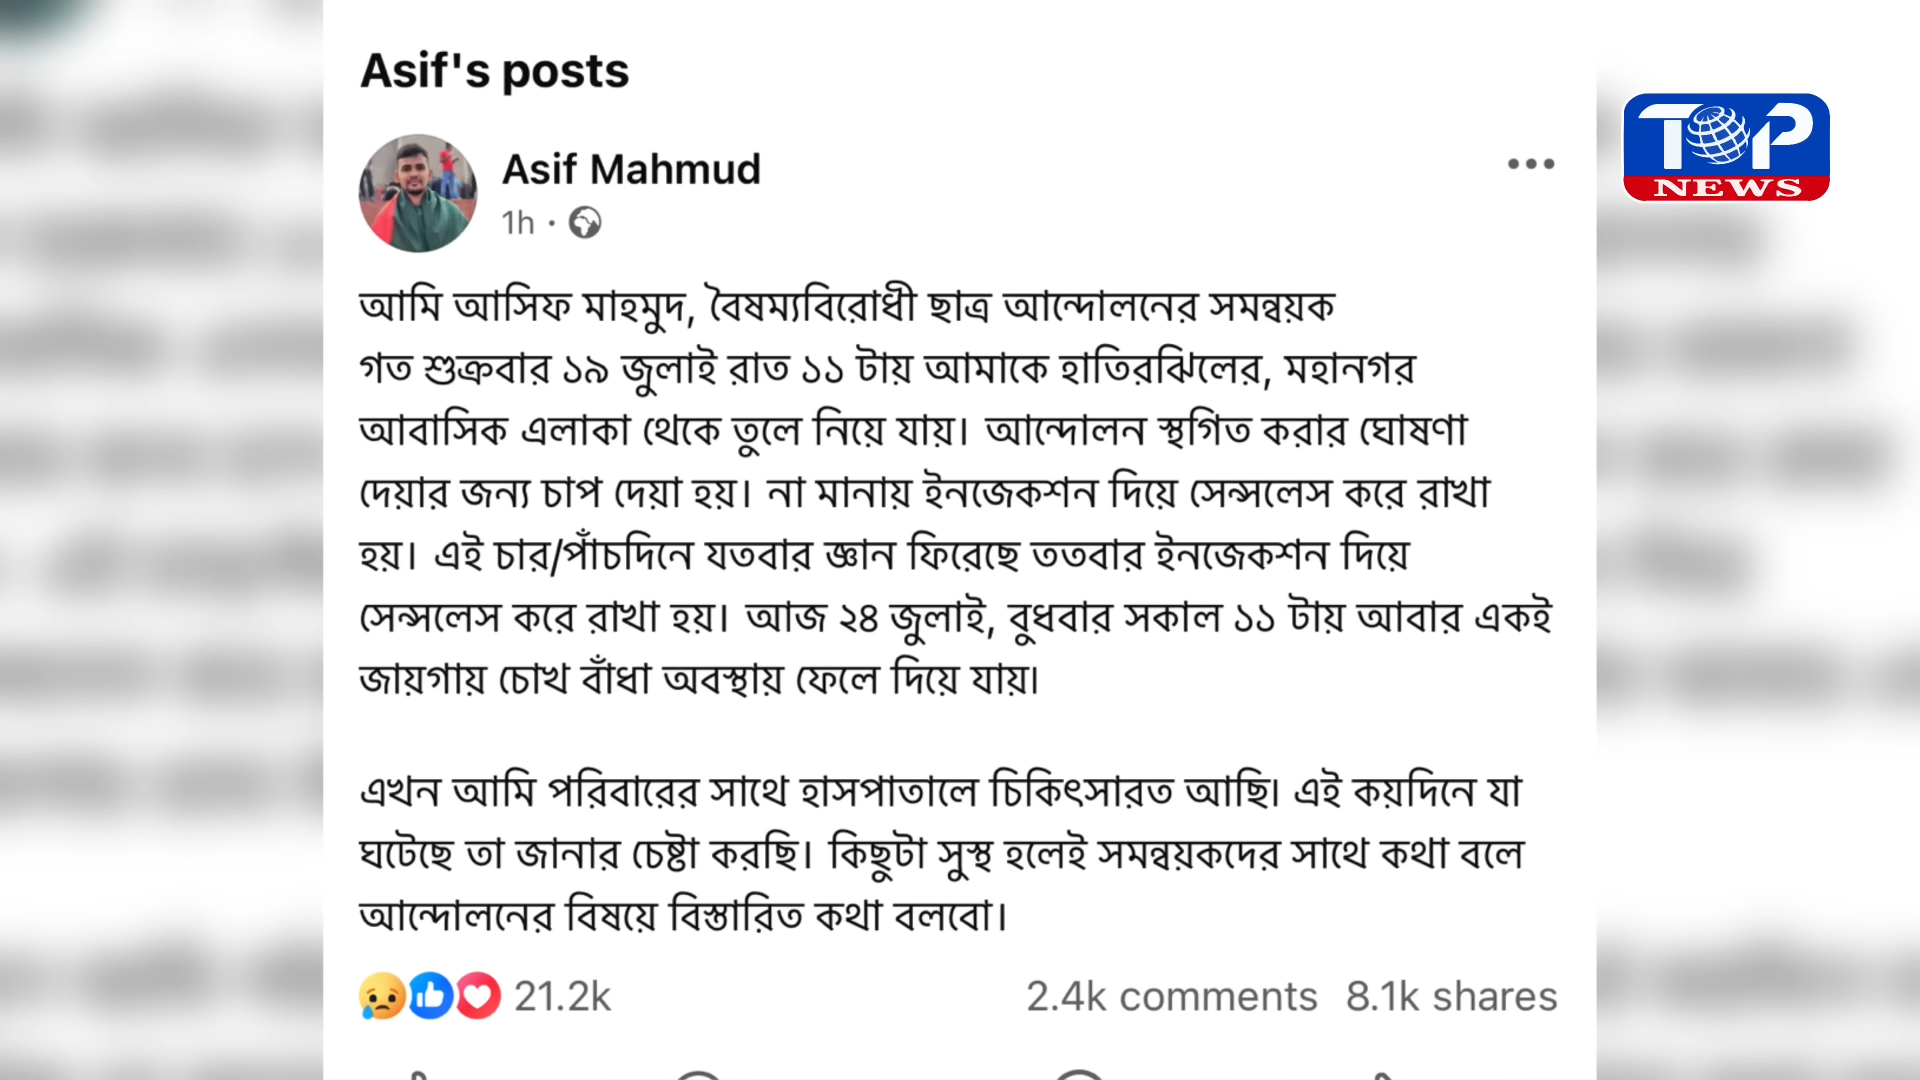 Asif's posts
Asif Mahmud
1h ·
TOP
NEWS
আমি আসিফ মাহমুদ, বৈষম্যবিরোধী ছাত্র আন্দোলনের সমন্বয়ক
গত শুক্রবার ১৯ জুলাই রাত ১১ টায় আমাকে হাতিরঝিলের, মহানগর
আবাসিক এলাকা থেকে তুলে নিয়ে যায়। আন্দোলন স্থগিত করার ঘোষণা
দেয়ার জন্য চাপ দেয়া হয়। না মানায় ইনজেকশন দিয়ে সেন্সলেস করে রাখা
হয়। এই চার/পাঁচদিনে যতবার জ্ঞান ফিরেছে ততবার ইনজেকশন দিয়ে
সেন্সলেস করে রাখা হয়। আজ ২৪ জুলাই, বুধবার সকাল ১১ টায় আবার একই
জায়গায় চোখ বাঁধা অবস্থায় ফেলে দিয়ে যায়৷
এখন আমি পরিবারের সাথে হাসপাতালে চিকিৎসারত আছি৷ এই কয়দিনে যা
ঘটেছে তা জানার চেষ্টা করছি। কিছুটা সুস্থ হলেই সমন্বয়কদের সাথে কথা বলে
আন্দোলনের বিষয়ে বিস্তারিত কথা বলবো।
21.2k 2.4k comments 8.1k shares